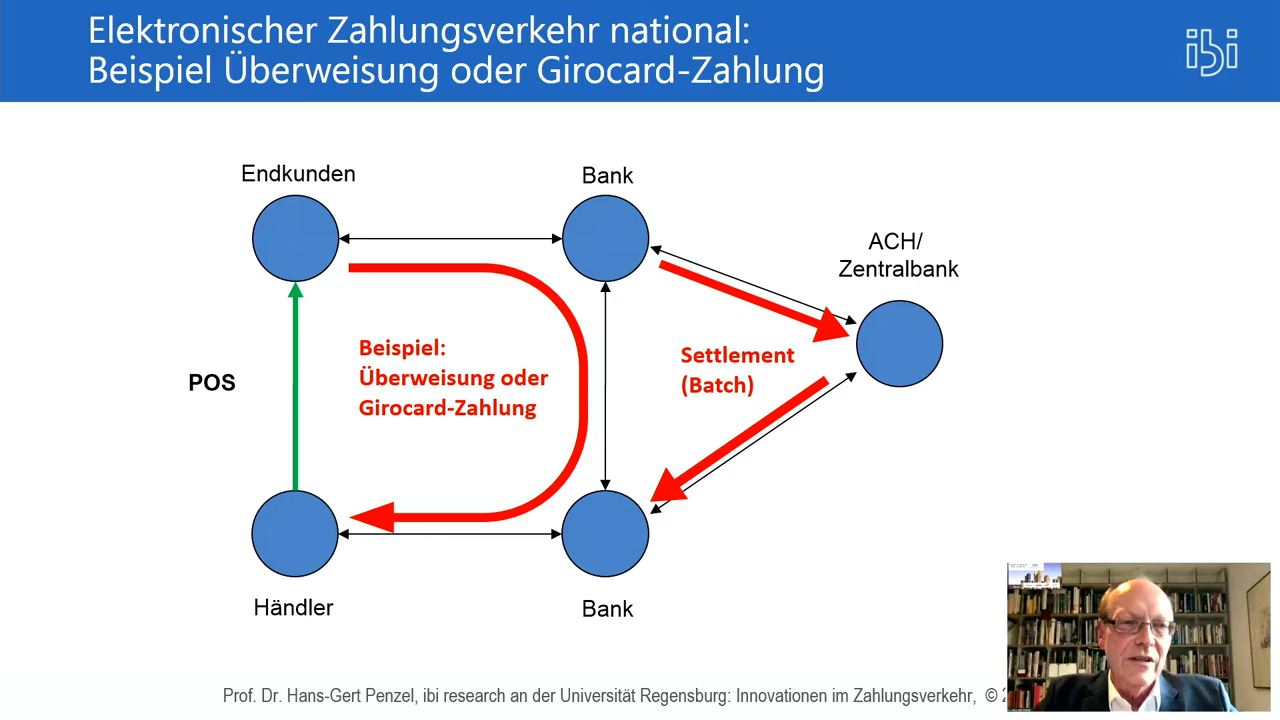 Elektronischer Zahlungsverkehr national:
Beispiel Überweisung oder Girocard-Zahlung
ibi
Endkunden
Bank
ACH/
Zentralbank
Beispiel:
Überweisung oder
Girocard-Zahlung
Settlement
(Batch)
POS
Händler
Bank
Prof. Dr. Hans-Gert Penzel, ibi research an der Universität Regensburg: Innovationen im Zahlungsverkehr, © 2